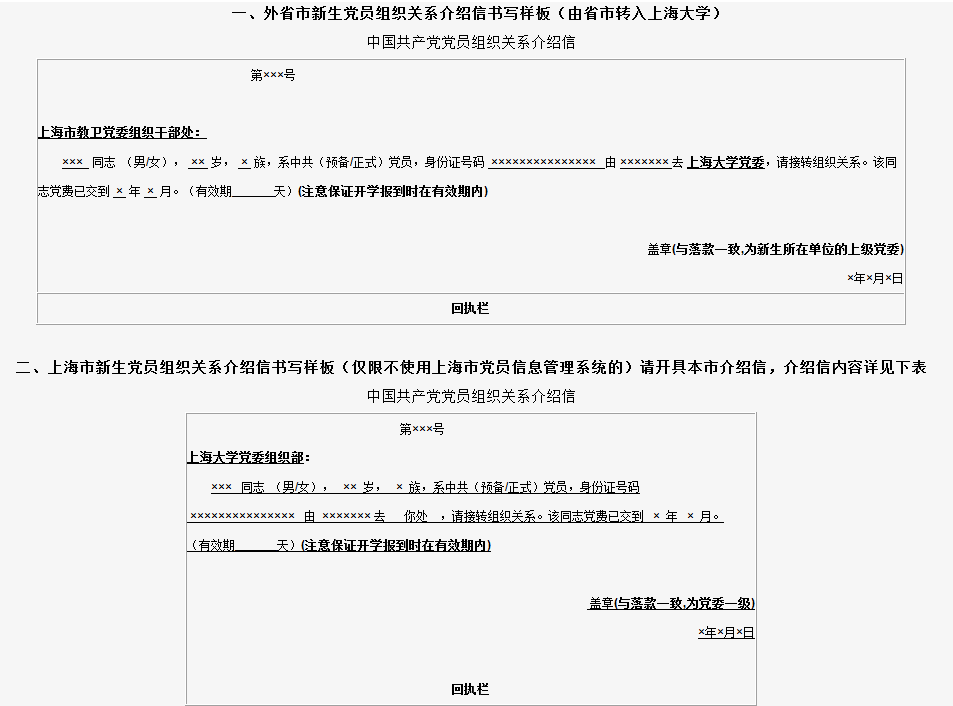 一、外省市新生党员组织关系介绍信书写样板（由省市转入上海大学）
中国共产党党员组织关系介绍信
第×××号
上海市教卫党委组织干部处：
××× 同志 （男/女）， ×× 岁， × 族，系中共（预备/正式）党员，身份证号码 ××××××××××××××× 由 ××××××× 去 上海大学党委，请接转组织关系。该同
志党费已交到 × 年 × 月。（有效期______天）(注意保证开学报到时在有效期内)
盖章(与落款一致,为新生所在单位的上级党委)
×年×月×日
回执栏
二、上海市新生党员组织关系介绍信书写样板（仅限不使用上海市党员信息管理系统的）请开具本市介绍信，介绍信内容详见下表
中国共产党党员组织关系介绍信
第×××号
上海大学党委组织部：
××× 同志 （男/女）， ×× 岁， × 族，系中共（预备/正式）党员，身份证号码
××××××××××××××× 由 ××××××× 去 你处 ，请接转组织关系。该同志党费已交到 × 年 × 月。
（有效期______天）(注意保证开学报到时在有效期内)
盖章(与落款一致,为党委一级)
×年×月×日
回执栏